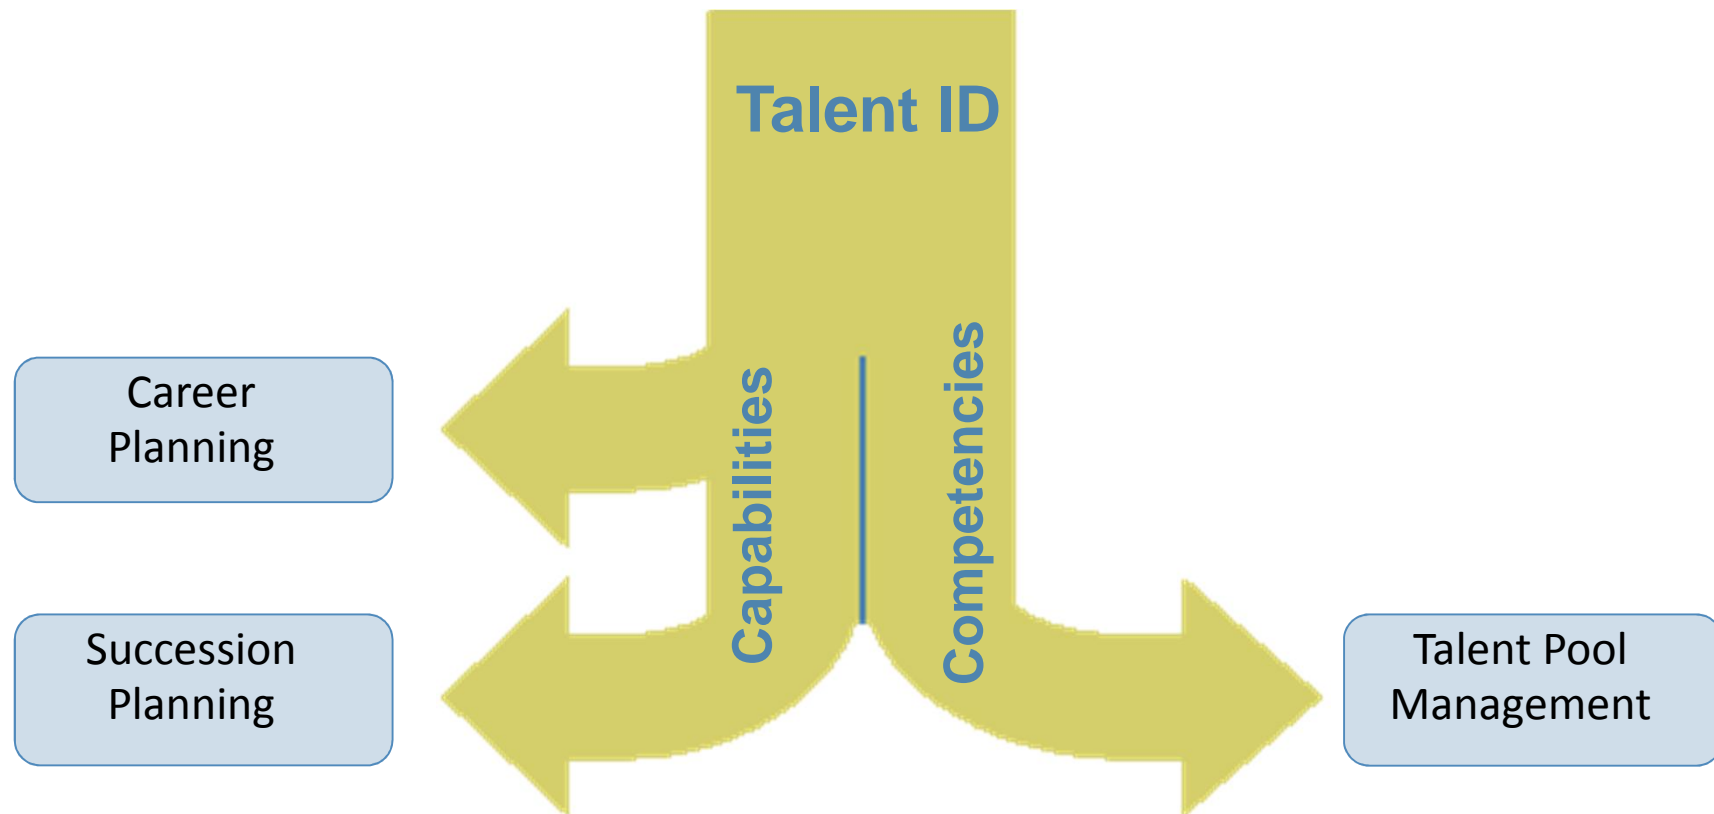 Talent ID
Capabilities
Competencies
Career
Planning
Succession
Planning
Talent Pool
Management